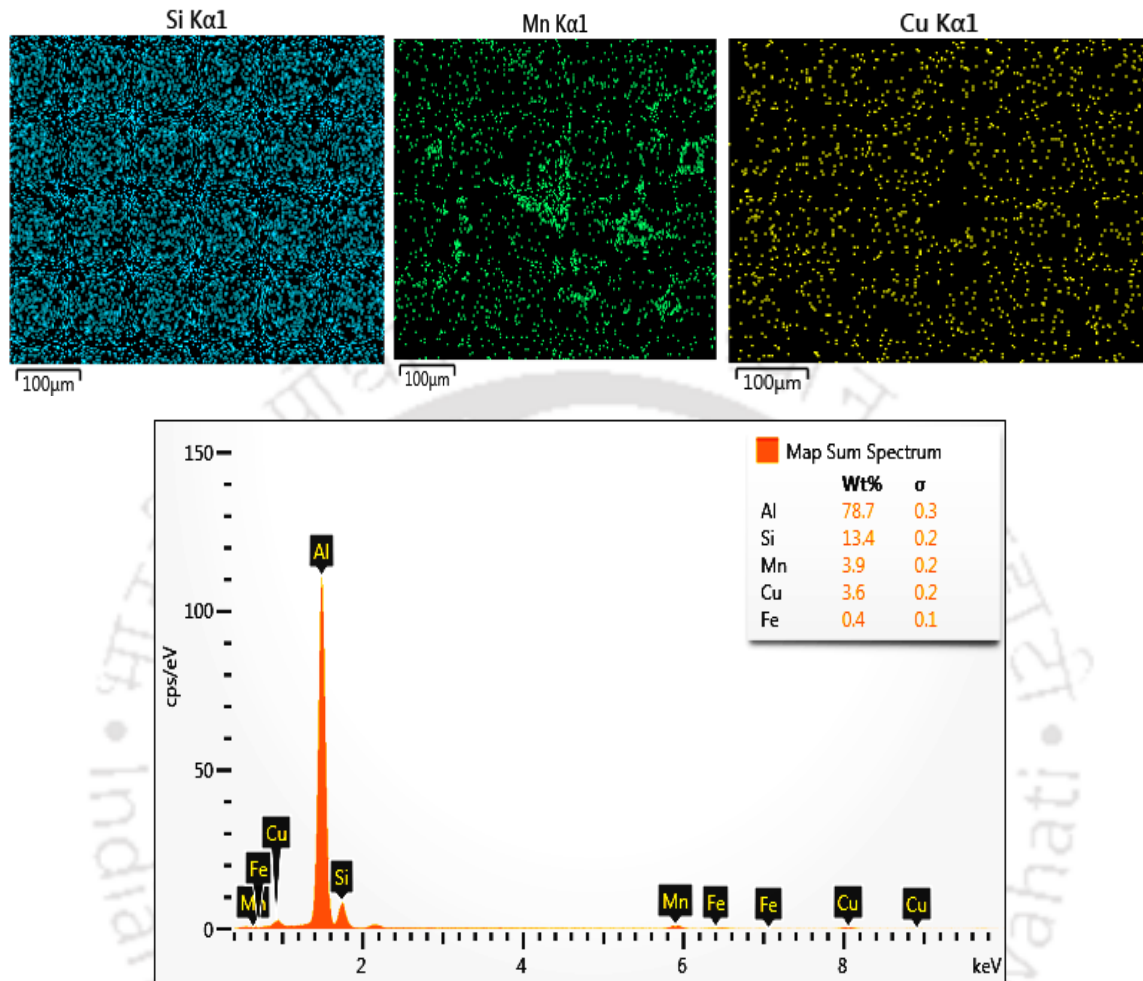 Si Kα1
Mn Kα1
Cu Kα1
100µm
100µm
100µm
Map Sum Spectrum
Wt% σ
Al 78.7 0.3
Si 13.4 0.2
Mn 3.9 0.2
Cu 3.6 0.2
Fe 0.4 0.1
150
100
50
0
cps/eV
Al
Cu
Fe
Mn
Si
Mn
Fe
Fe
Cu
Cu
2
4
6
8
keV